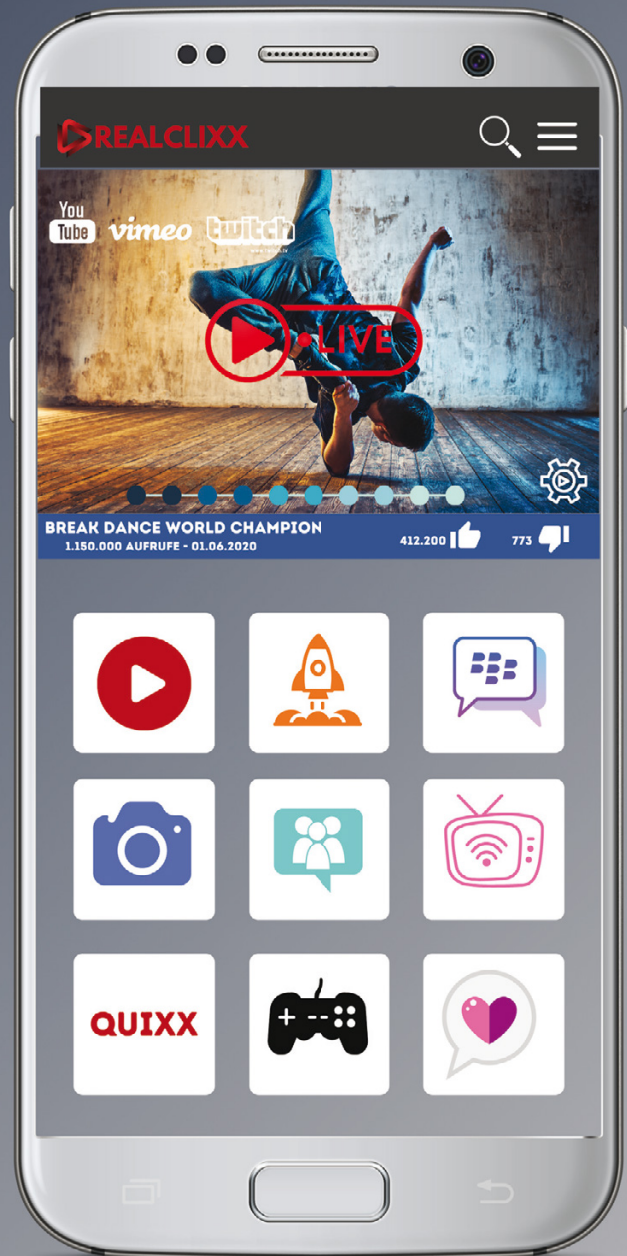 REALCLIXX
You
Tube vimeo twitch
LIVE
BREAK DANCE WORLD CHAMPION
1.150.000 AUFRUFE - 01.06.2020
412.200 773
QUIXX